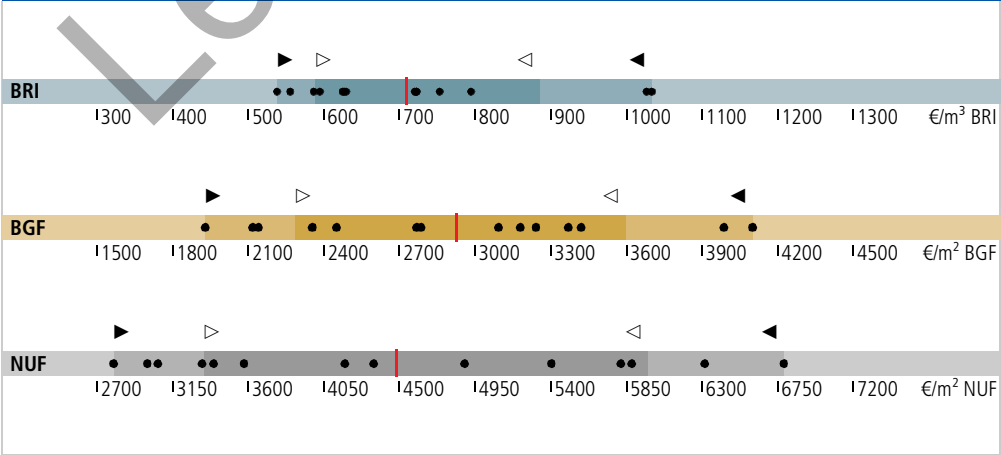 Le
BRI
300 400 500 600 700 800 900 1000 1100 1200 1300 €/m³ BRI
BGF
1500 1800 2100 2400 2700 3000 3300 3600 3900 4200 4500 €/m² BGF
NUF
2700 3150 3600 4050 4500 4950 5400 5850 6300 6750 7200 €/m² NUF